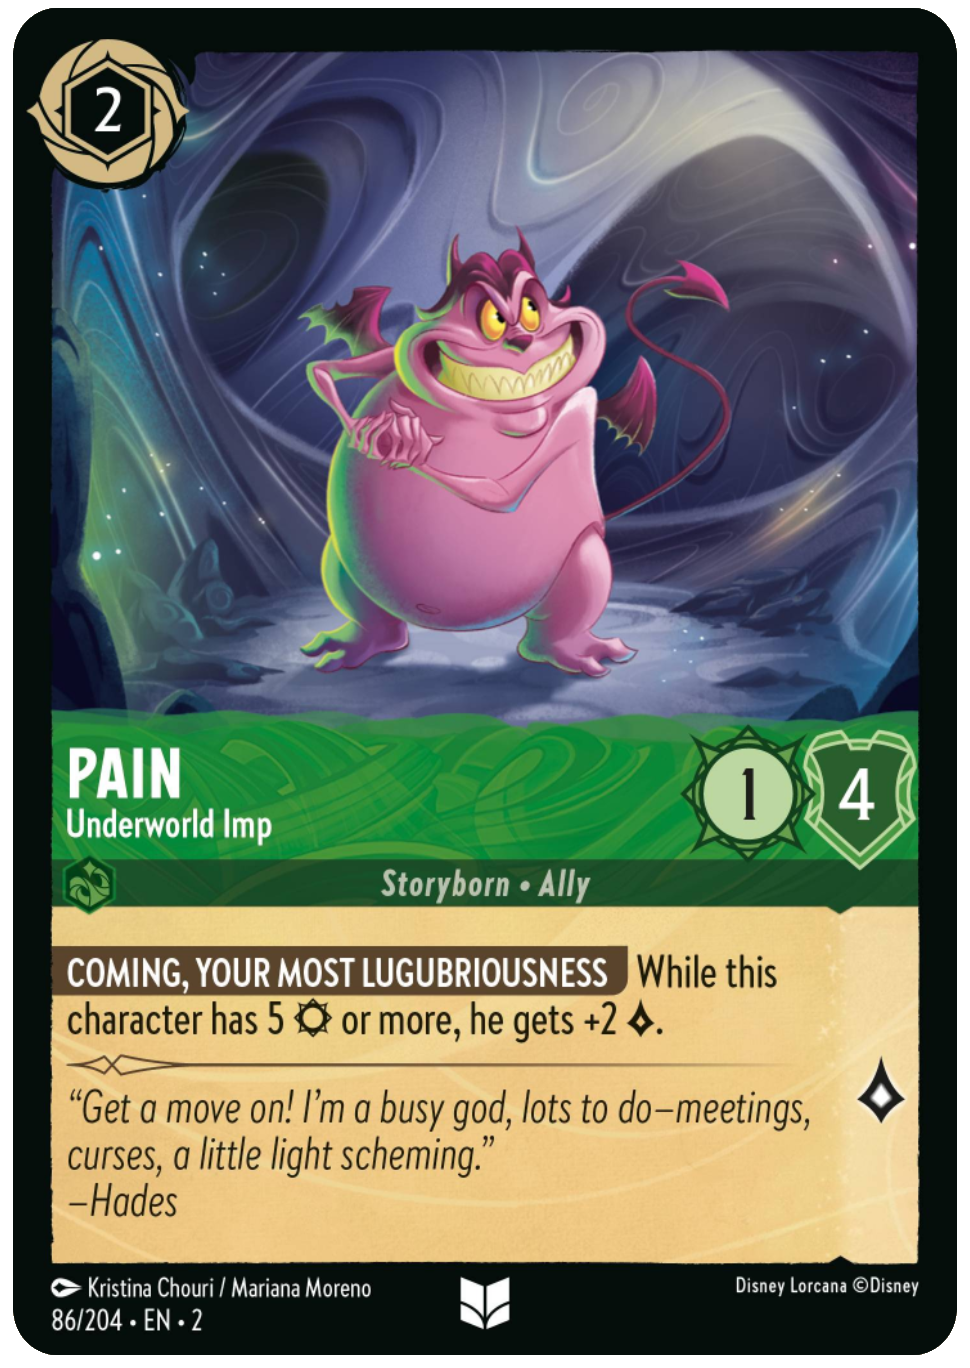 2
PAIN
Underworld Imp
1
4
Storyborn • Ally
COMING, YOUR MOST LUGUBRIOUSNESS While this
character has 5 or more, he gets +2 .
“Get a move on! I’m a busy god, lots to do–meetings,
curses, a little light scheming.”
–Hades
Kristina Chouri / Mariana Moreno
Disney Lorcana ©Disney
86/204 • EN • 2